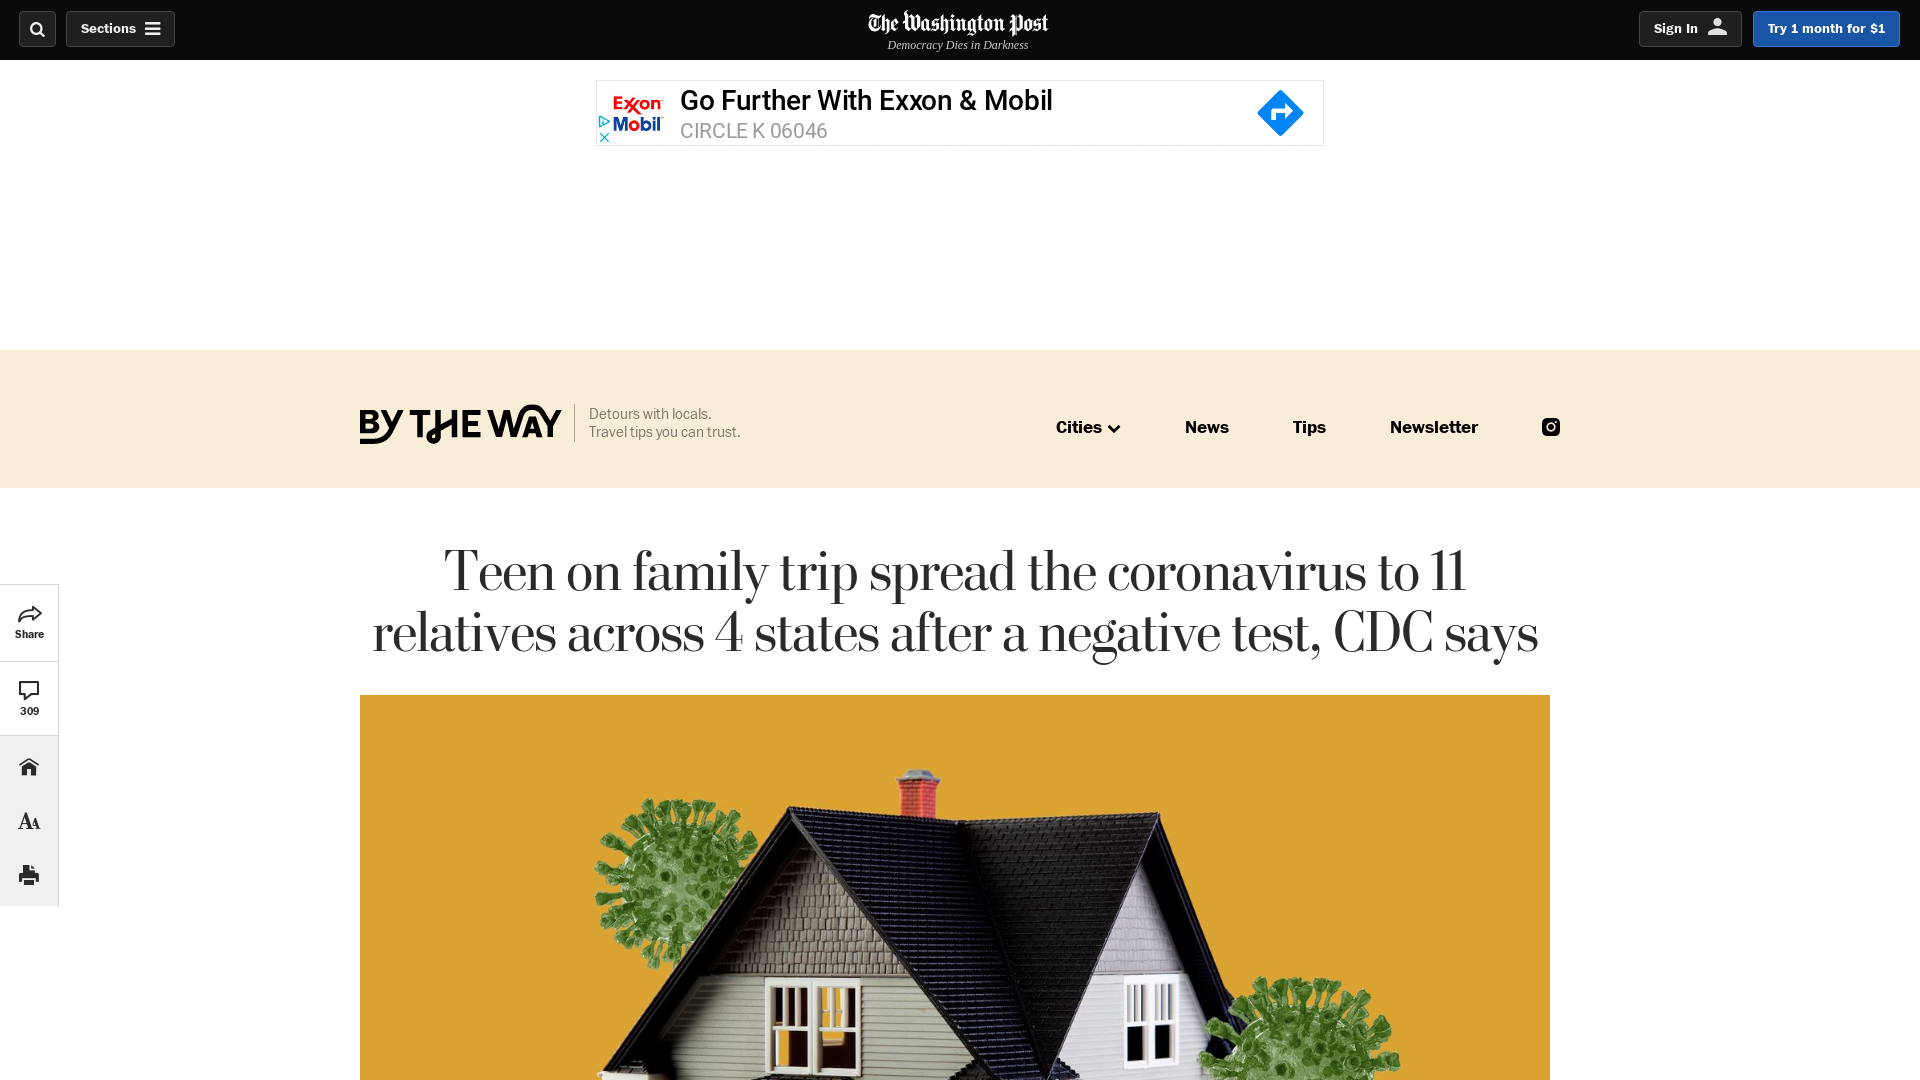 Sections
The Washington Post
Democracy Dies in Darkness
Sign In
Try 1 month for $1
Exxon
Mobil
Go Further With Exxon & Mobil
CIRCLE K 06046
BY THE WAY
Detours with locals.
Travel tips you can trust.
Cities
News
Tips
Newsletter
Teen on family trip spread the coronavirus to 11
relatives across 4 states after a negative test, CDC says
Share
309
AA